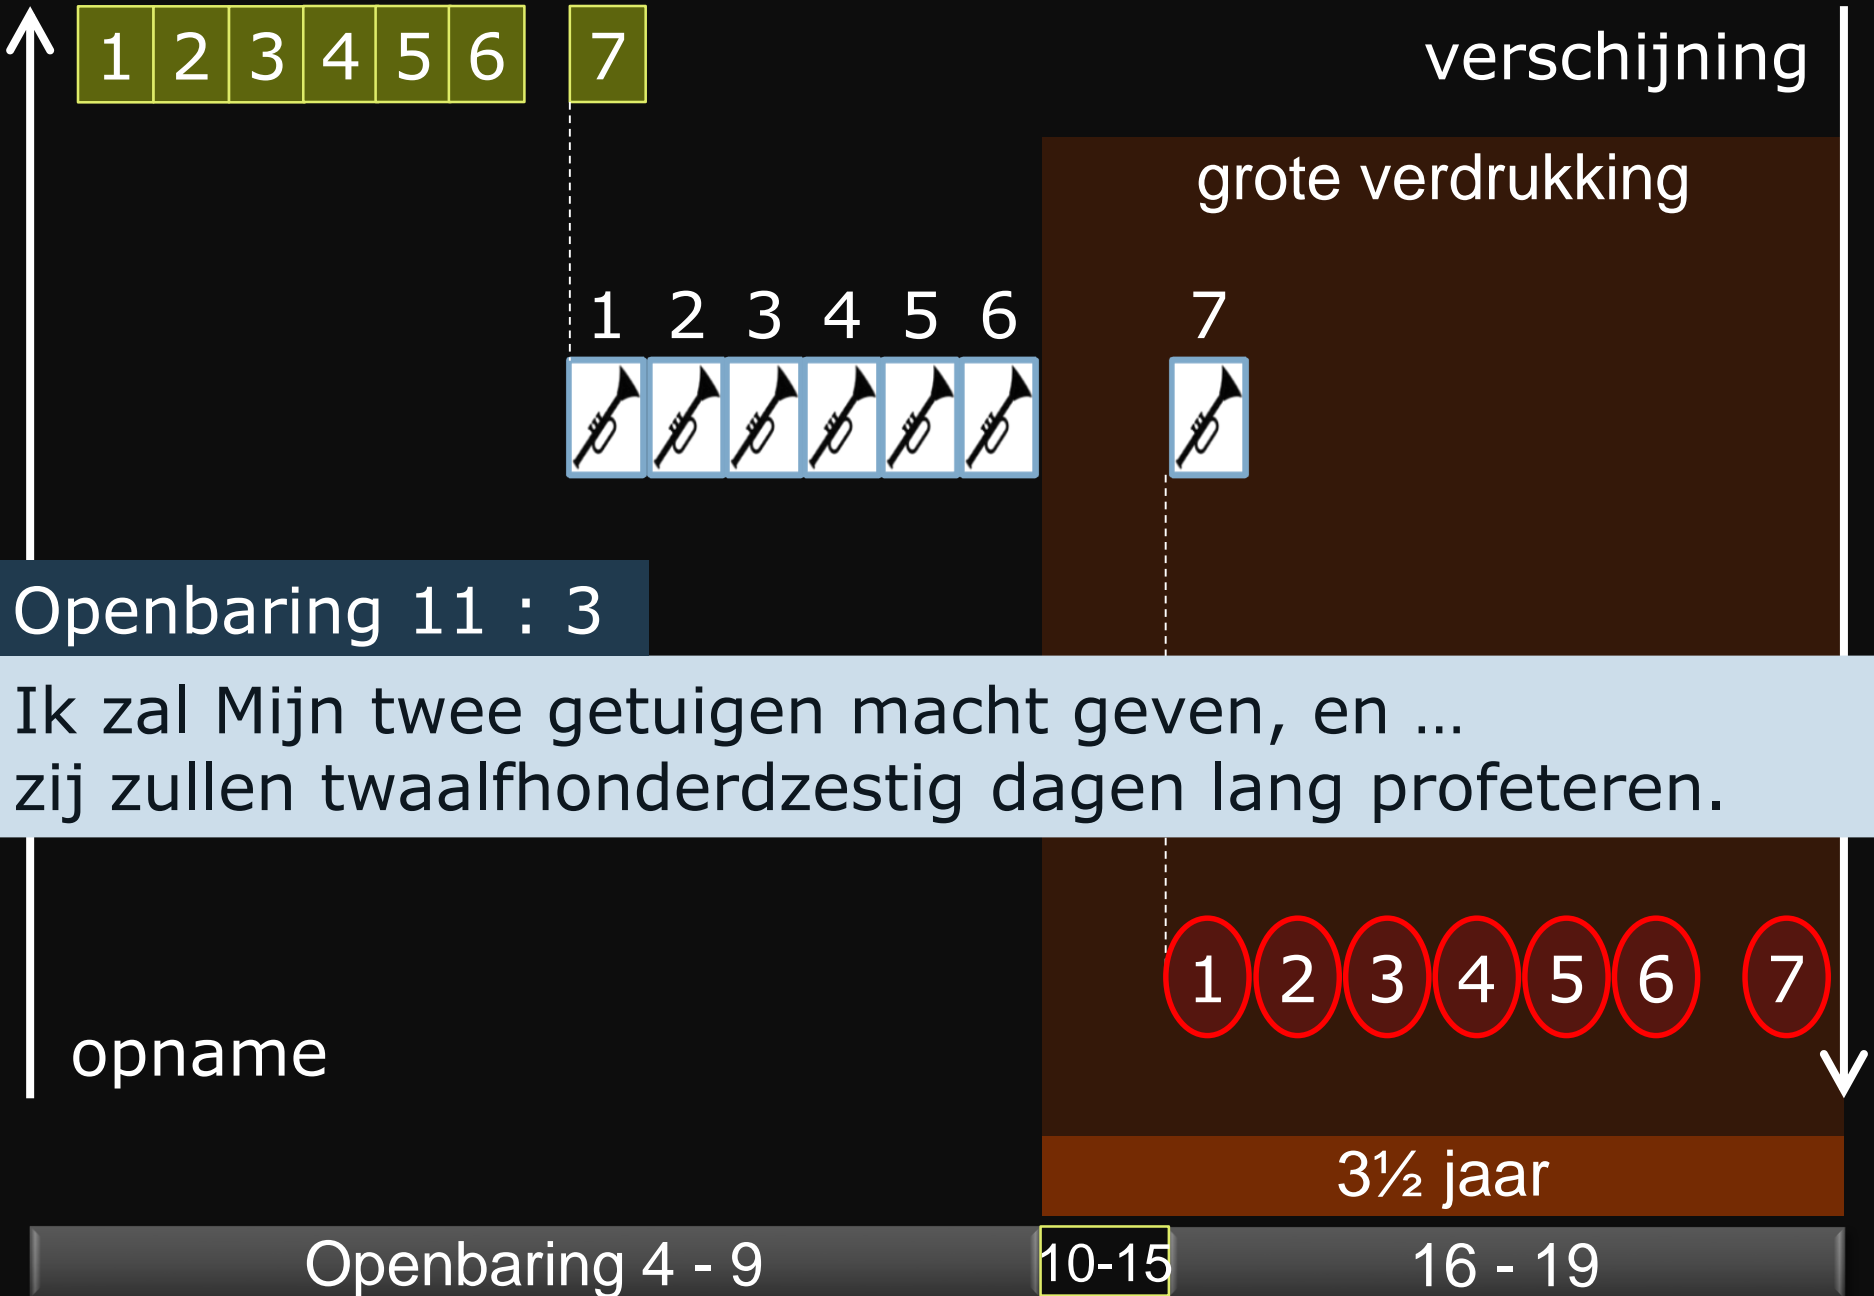 1 2 3 4 5 6 7
verschijning
grote verdrukking
1 2 3 4 5 6 7
Openbaring 11 : 3
Ik zal Mijn twee getuigen macht geven, en …
zij zullen twaalfhonderdzestig dagen lang profeteren.
1 2 3 4 5 6 7
opname
3½ jaar
Openbaring 4 - 9 10-15 16 - 19